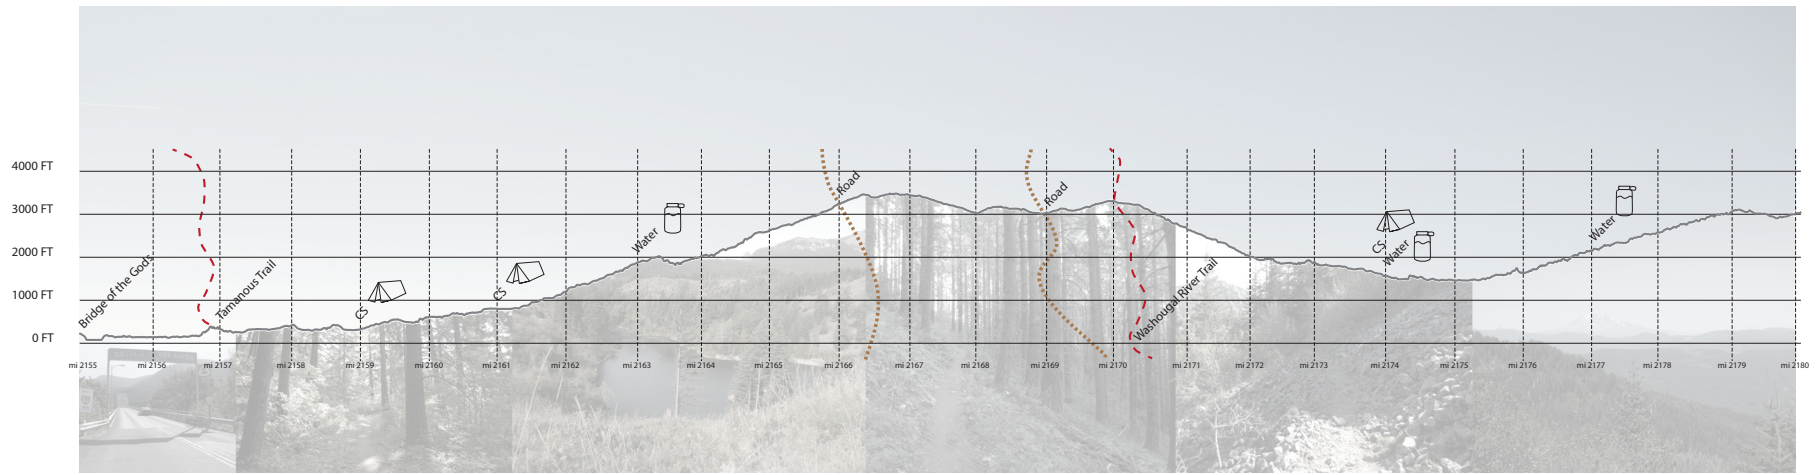 4000 FT
3000 FT
2000 FT
1000 FT
0 FT
Bridge of the Gods
Tamanous Trail
CS
CS
Water
Road
Road
Washougal River Trail
CS
Water
Water
mi 2155
mi 2156
mi 2157
mi 2158
mi 2159
mi 2160
mi 2161
mi 2162
mi 2163
mi 2164
mi 2165
mi 2166
mi 2167
mi 2168
mi 2169
mi 2170
mi 2171
mi 2172
mi 2173
mi 2174
mi 2175
mi 2176
mi 2177
mi 2178
mi 2179
mi 2180